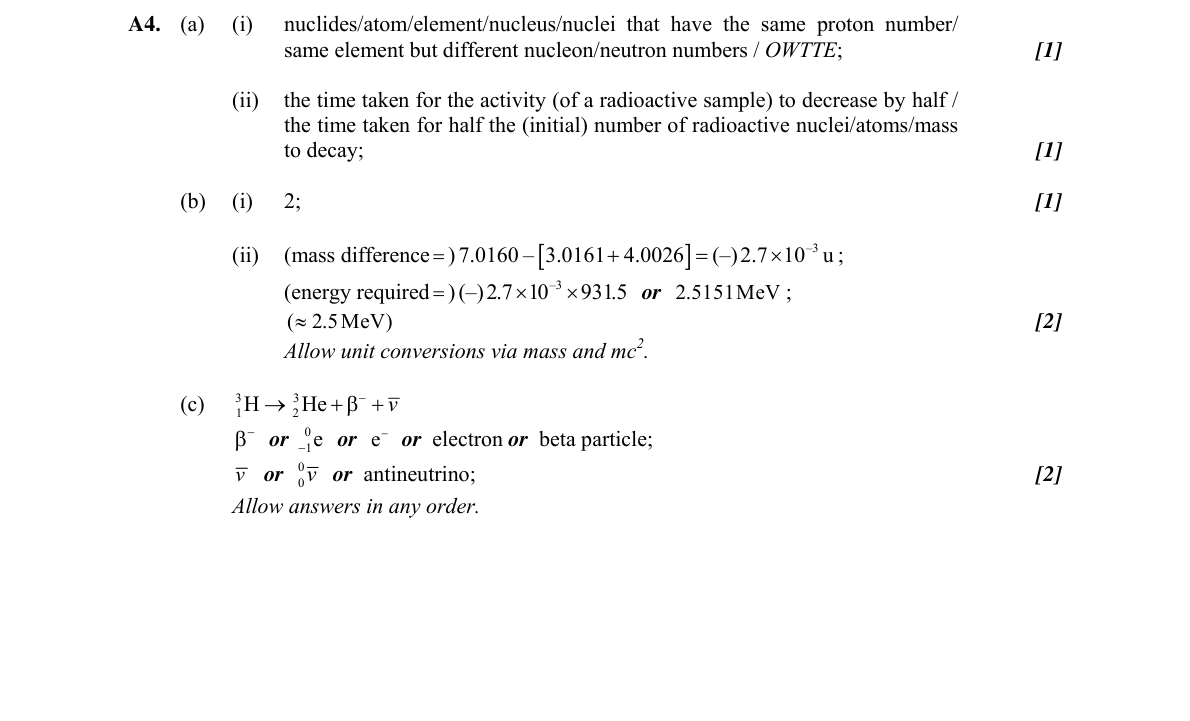 A4. (a) (i) nuclides/atom/element/nucleus/nuclei that have the same proton number/
same element but different nucleon/neutron numbers / OWTTE; [1]
(ii) the time taken for the activity (of a radioactive sample) to decrease by half /
the time taken for half the (initial) number of radioactive nuclei/atoms/mass
to decay; [1]
(b) (i) 2; [1]
(ii) (mass difference=) 7.0160−[3.0161+4.0026]=(−)2.7×10⁻³ u;
(energy required=)(−)2.7×10⁻³×931.5 or 2.5151MeV;
(≈ 2.5MeV) [2]
Allow unit conversions via mass and mc².
(c) ³₁H → ³₂He+β⁻+ν̅
β⁻ or ⁰₋₁e or e⁻ or electron or beta particle;
ν̅ or ⁰₀ν̅ or antineutrino; [2]
Allow answers in any order.